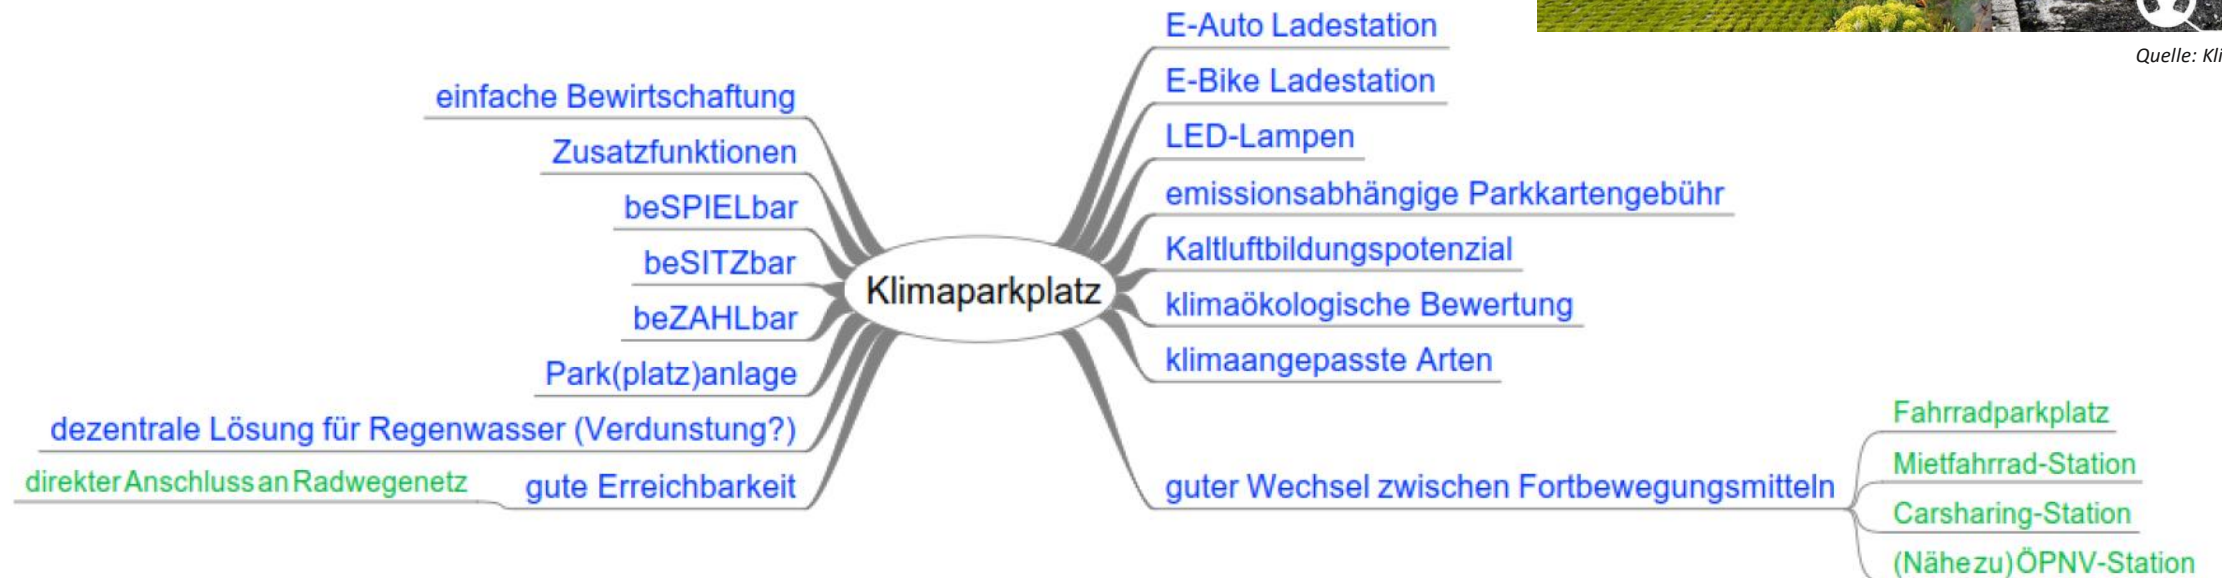 Quelle: Kli
einfache Bewirtschaftung
Zusatzfunktionen
beSPIELbar
beSITZbar
beZAHLbar
Park(platz)anlage
dezentrale Lösung für Regenwasser (Verdunstung?)
gute Erreichbarkeit
direkter Anschluss an Radwegenetz
Klimaparkplatz
E-Auto Ladestation
E-Bike Ladestation
LED-Lampen
emissionsabhängige Parkkartengebühr
Kaltluftbildungspotenzial
klimaökologische Bewertung
klimaangepasste Arten
guter Wechsel zwischen Fortbewegungsmitteln
Fahrradparkplatz
Mietfahrrad-Station
Carsharing-Station
(Nähe zu) ÖPNV-Station